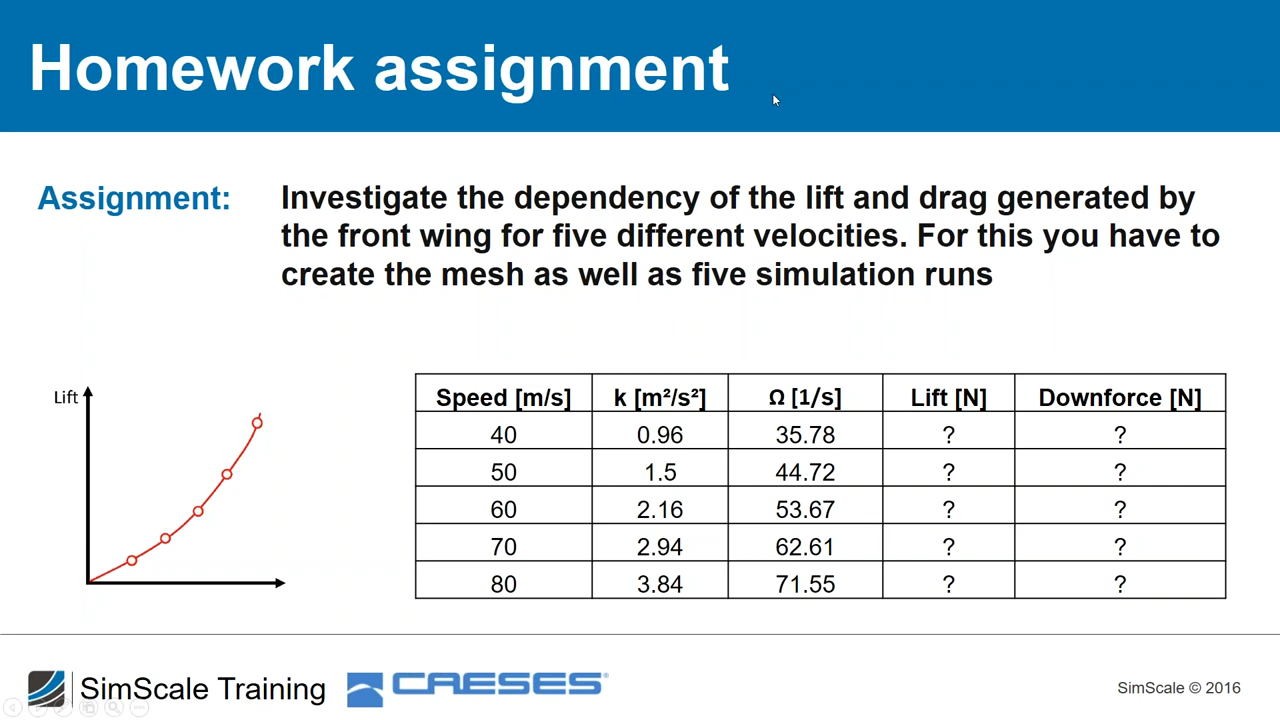 Homework assignment
Assignment:
Investigate the dependency of the lift and drag generated by
the front wing for five different velocities. For this you have to
create the mesh as well as five simulation runs
Lift
Speed [m/s] k [m²/s²] Ω [1/s] Lift [N] Downforce [N]
40 0.96 35.78 ? ?
50 1.5 44.72 ? ?
60 2.16 53.67 ? ?
70 2.94 62.61 ? ?
80 3.84 71.55 ? ?
SimScale Training
CAESES®
SimScale © 2016